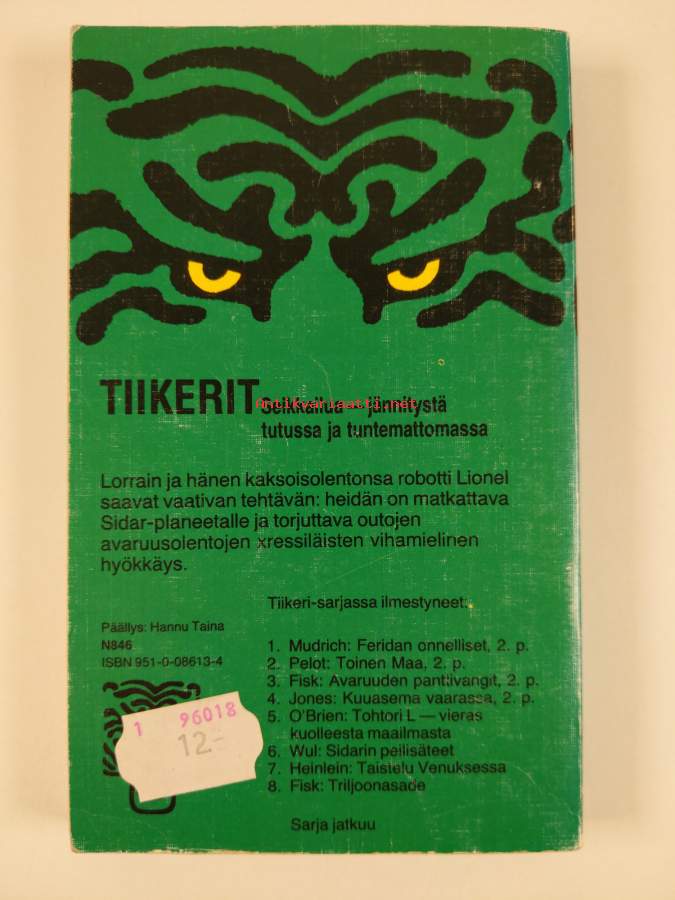 TIIKERIT Seikkailua — jännitystä
Antikvariaatti.net
tutussa ja tuntemattomassa
Lorrain ja hänen kaksoisolentonsa robotti Lionel
saavat vaativan tehtävän: heidän on matkattava
Sidar-planeetalle ja torjuttava outojen
avaruusolentojen xressiläisten vihamielinen
hyökkäys.
Tiikeri-sarjassa ilmestyneet:
Päällys: Hannu Taina
N846
ISBN 951-0-08613-4
1. Mudrich: Feridan onnelliset, 2. p.
2. Pelot: Toinen Maa, 2. p.
3. Fisk: Avaruuden panttivangit, 2. p.
4. Jones: Kuuasema vaarassa, 2. p.
5. O'Brien: Tohtori L — vieras
kuolleesta maailmasta
6. Wul: Sidarin peilisäteet
7. Heinlein: Taistelu Venuksessa
8. Fisk: Triljoonasade
Sarja jatkuu
1 96018
12-